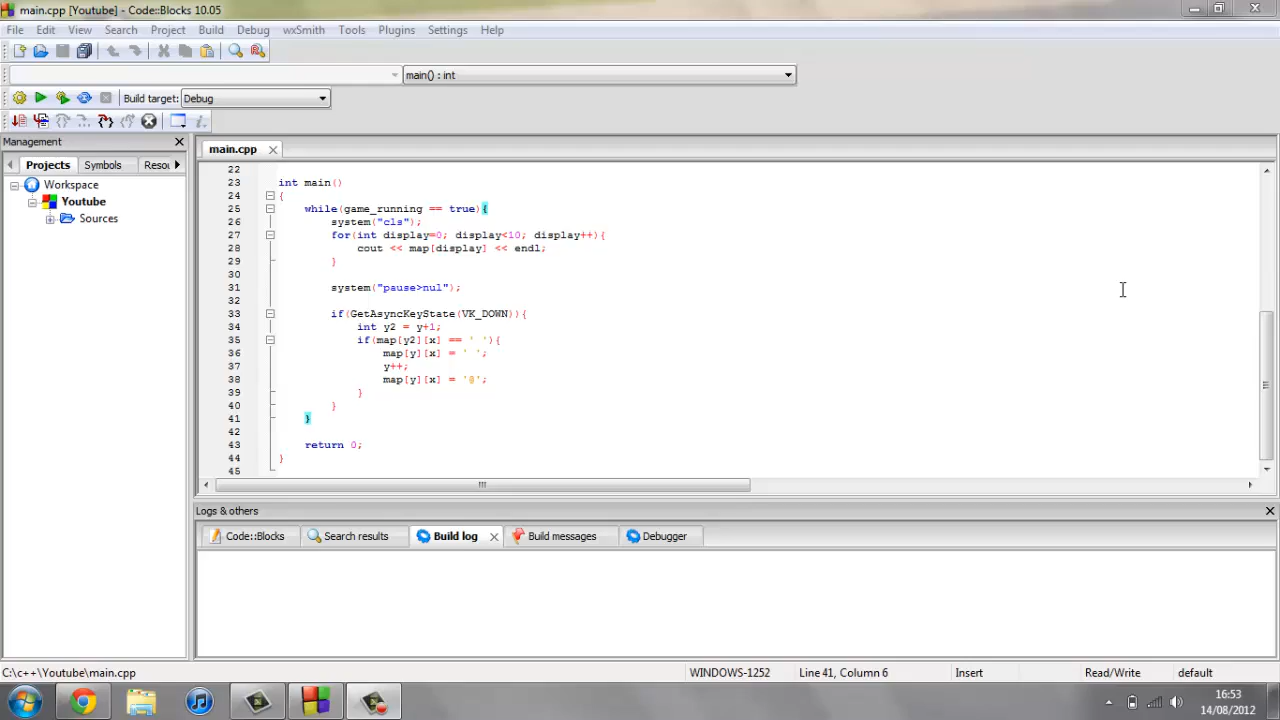 main.cpp [Youtube] - Code::Blocks 10.05
File Edit View Search Project Build Debug wxSmith Tools Plugins Settings Help
main() : int
Build target: Debug
Management
Projects Symbols Resou
Workspace
Youtube
Sources
main.cpp
22
23 int main()
24 {
25 while(game_running == true){
26 system("cls");
27 for(int display=0; display<10; display++){
28 cout << map[display] << endl;
29 }
30
31 system("pause>nul");
32
33 if(GetAsyncKeyState(VK_DOWN)){
34 int y2 = y+1;
35 if(map[y2][x] == ' '){
36 map[y][x] = ' ';
37 y++;
38 map[y][x] = '@';
39 }
40 }
41 }
42
43 return 0;
44 }
45
Logs & others
Code::Blocks Search results Build log Build messages Debugger
C:\c++\Youtube\main.cpp WINDOWS-1252 Line 41, Column 6 Insert Read/Write default
16:53
14/08/2012